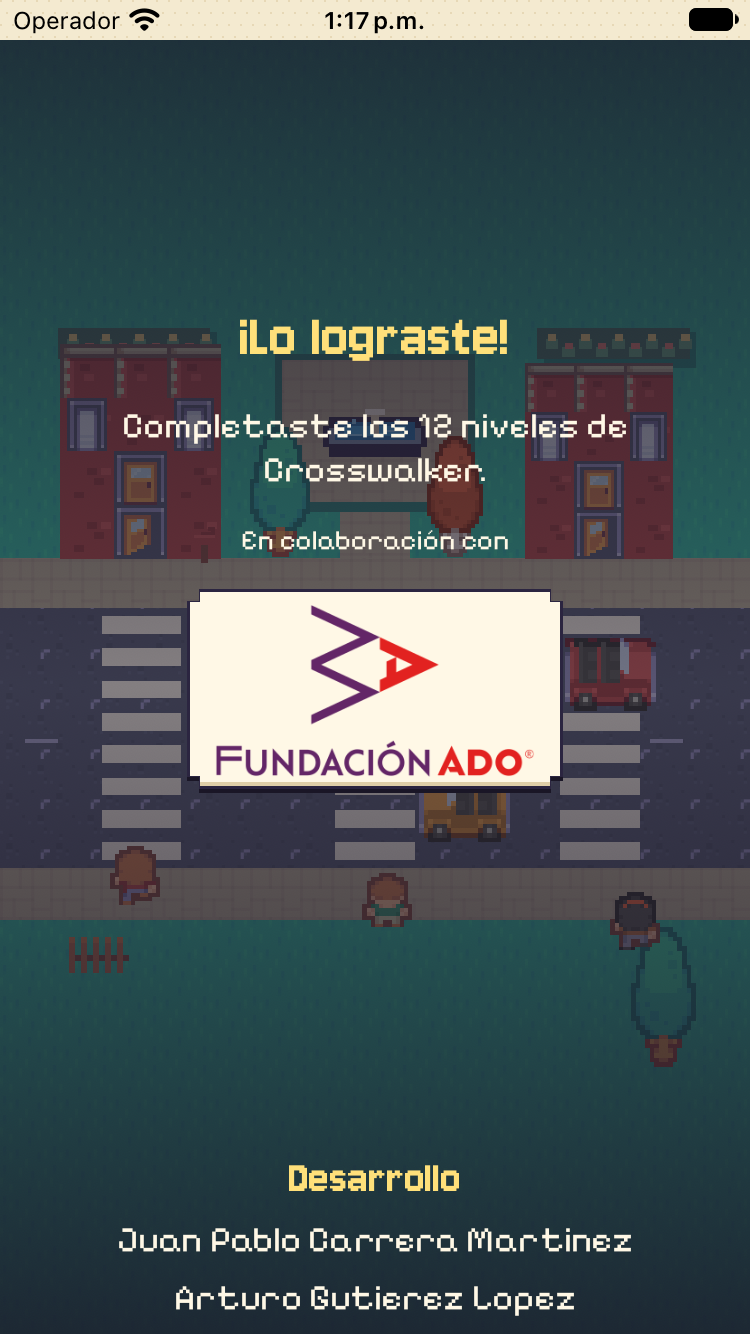 Operador
1:17 p.m.
¡Lo lograste!
Completaste los 12 niveles de
Crosswalker.
En colaboración con
FUNDACIÓN ADO®
Desarrollo
Juan Pablo Carrera Martinez
Arturo Gutierez Lopez